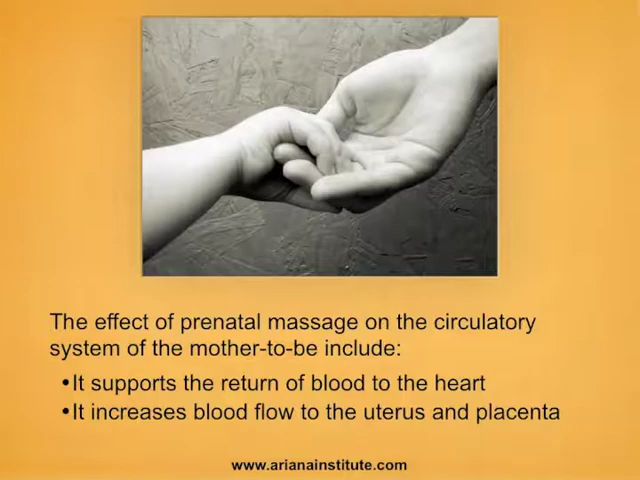 The effect of prenatal massage on the circulatory
system of the mother-to-be include:
•It supports the return of blood to the heart
•It increases blood flow to the uterus and placenta
www.arianainstitute.com